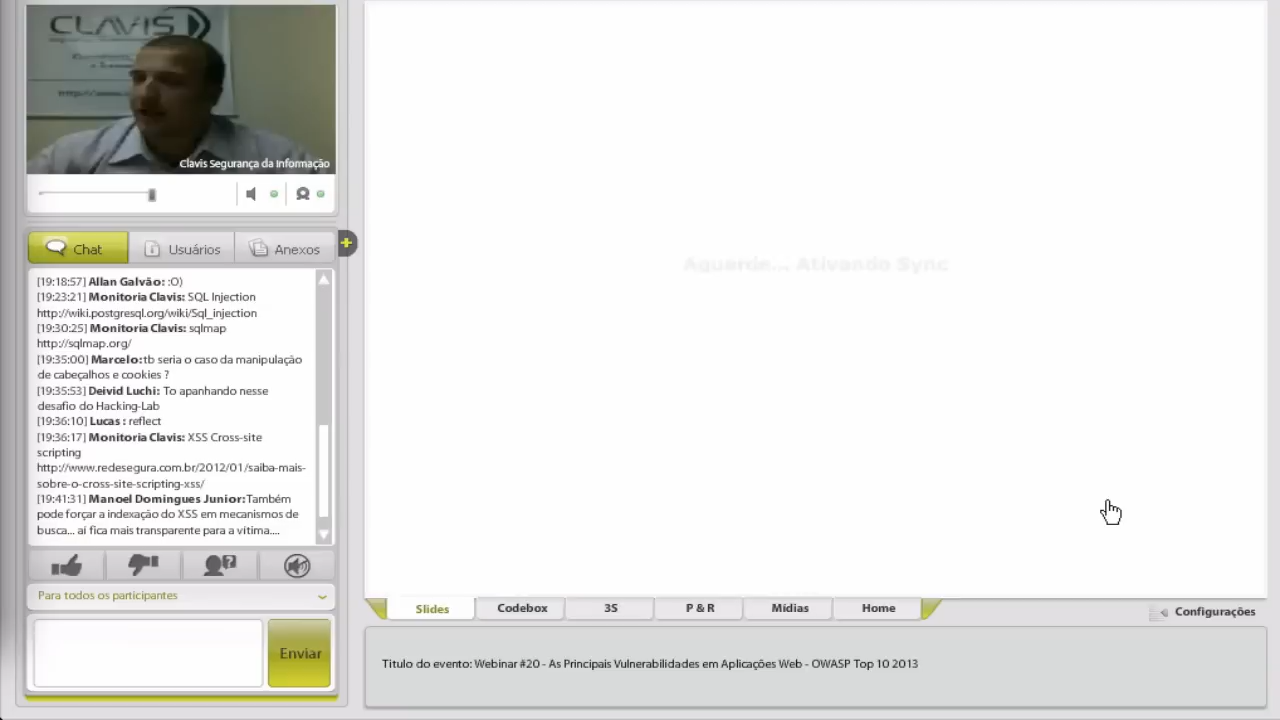 CLAVIS
Clavis Segurança da Informação
Chat
Usuários
Anexos
[19:18:57] Allan Galvão: :O)
[19:23:21] Monitoria Clavis: SQL Injection
http://wiki.postgresql.org/wiki/Sql_injection
[19:30:25] Monitoria Clavis: sqlmap
http://sqlmap.org/
[19:35:00] Marcelo: tb seria o caso da manipulação
de cabeçalhos e cookies ?
[19:35:53] Deivid Luchi: To apanhando nesse
desafio do Hacking-Lab
[19:36:10] Lucas : reflect
[19:36:17] Monitoria Clavis: XSS Cross-site
scripting
http://www.redesegura.com.br/2012/01/saiba-mais-
sobre-o-cross-site-scripting-xss/
[19:41:31] Manoel Domingues Junior: Também
pode forçar a indexação do XSS em mecanismos de
busca... aí fica mais transparente para a vítima....
Para todos os participantes
Enviar
Aguarde... Ativando Sync
Slides
Codebox
3S
P & R
Mídias
Home
Configurações
Titulo do evento: Webinar #20 - As Principais Vulnerabilidades em Aplicações Web - OWASP Top 10 2013